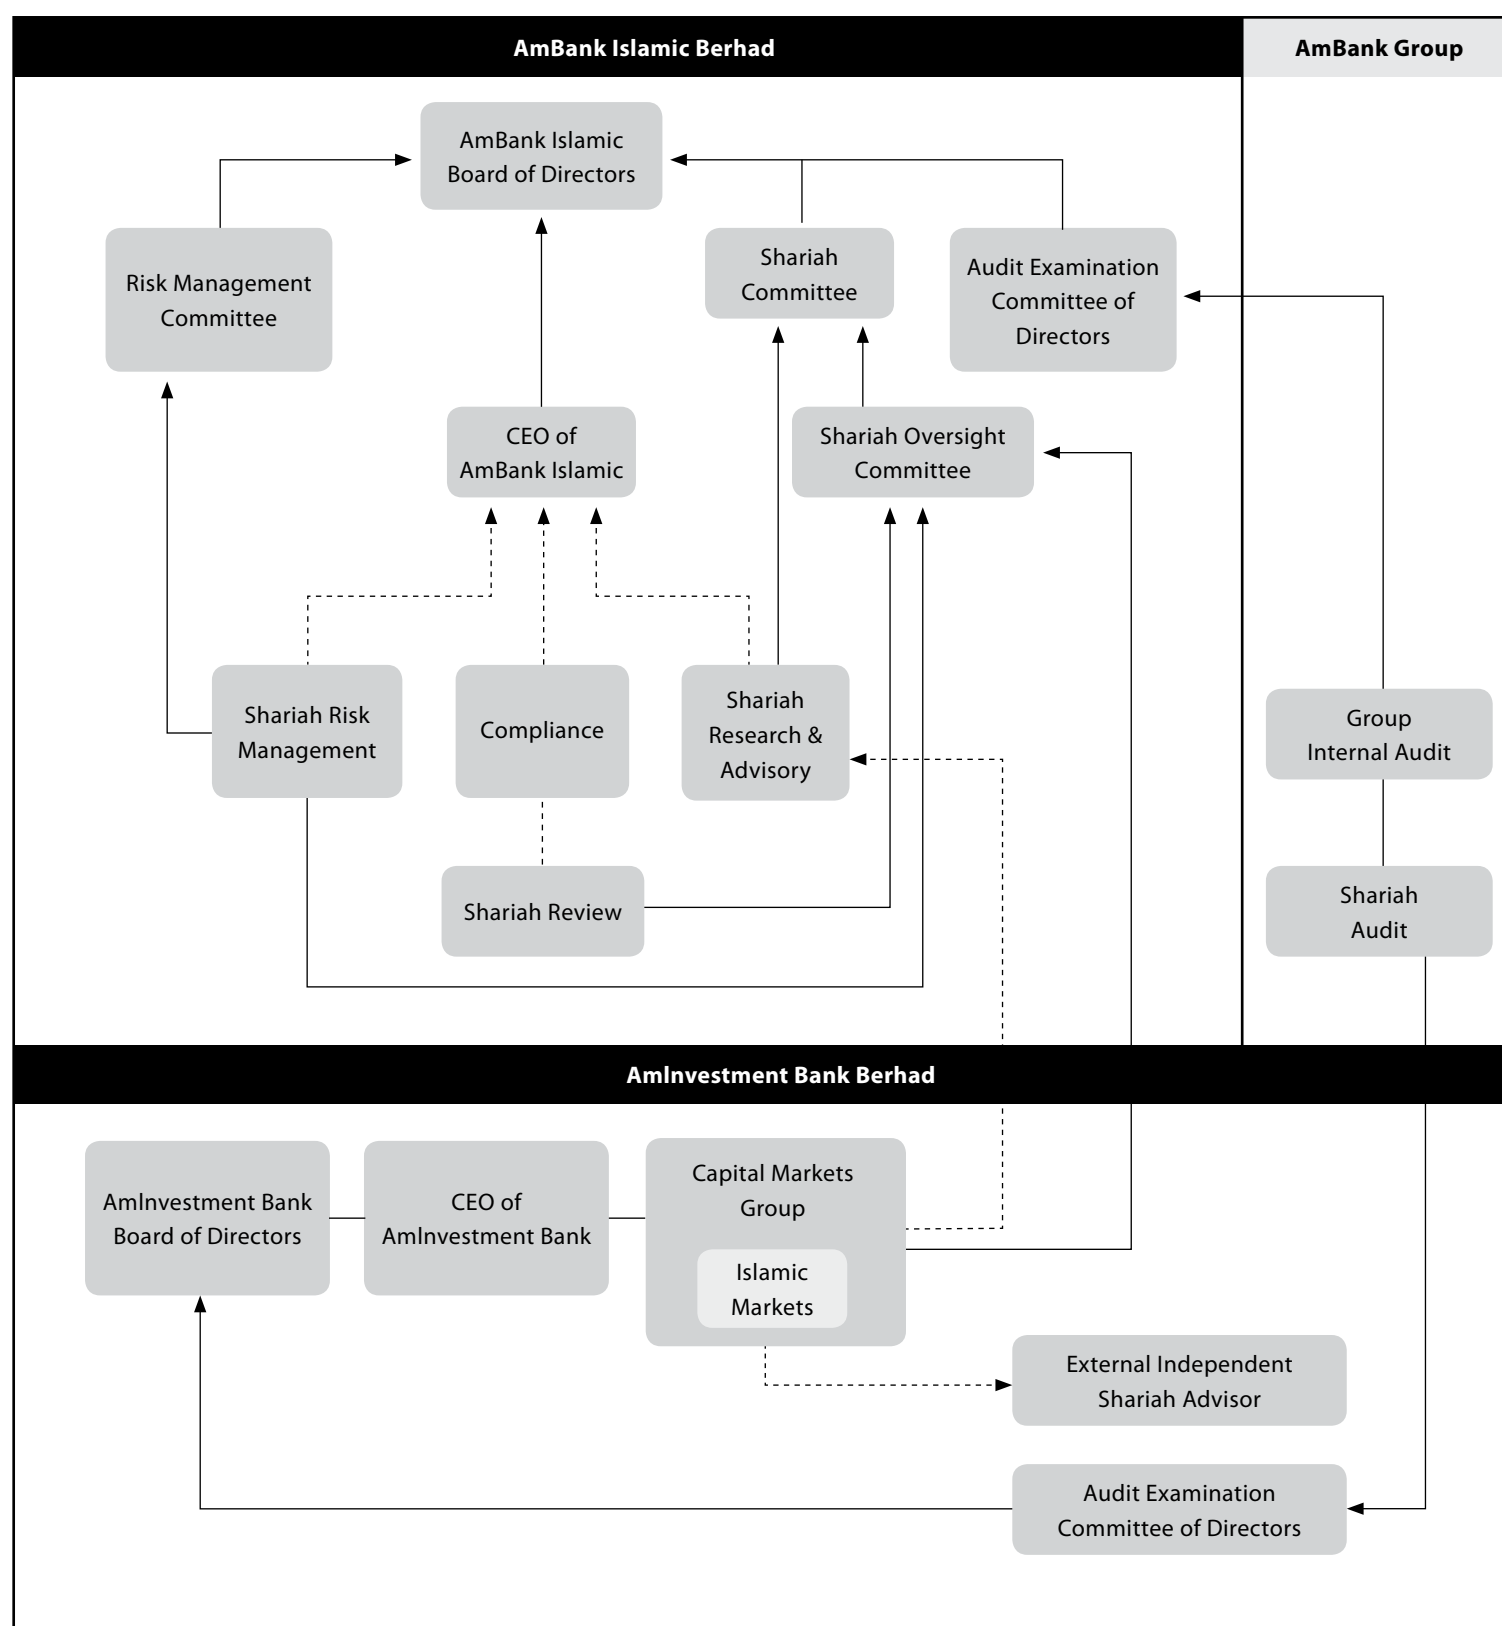 AmBank Islamic Berhad
AmBank Group
AmBank Islamic
Board of Directors
Risk Management
Committee
Shariah
Committee
Audit Examination
Committee of
Directors
CEO of
AmBank Islamic
Shariah Oversight
Committee
Shariah Risk
Management
Compliance
Shariah
Research &
Advisory
Group
Internal Audit
Shariah Review
Shariah
Audit
AmInvestment Bank Berhad
AmInvestment Bank
Board of Directors
CEO of
AmInvestment Bank
Capital Markets
Group
Islamic
Markets
External Independent
Shariah Advisor
Audit Examination
Committee of Directors